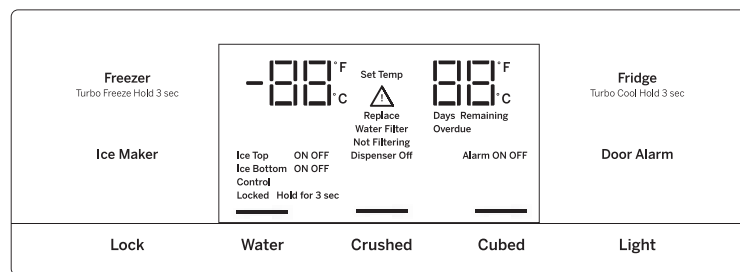 Freezer
Turbo Freeze Hold 3 sec
Ice Maker
-88 °F
°C
Set Temp
88 °F
°C
Replace
Water Filter
Not Filtering
Dispenser Off
Days Remaining
Overdue
Ice Top ON OFF
Ice Bottom ON OFF
Control
Locked Hold for 3 sec
Alarm ON OFF
Fridge
Turbo Cool Hold 3 sec
Door Alarm
Lock Water Crushed Cubed Light